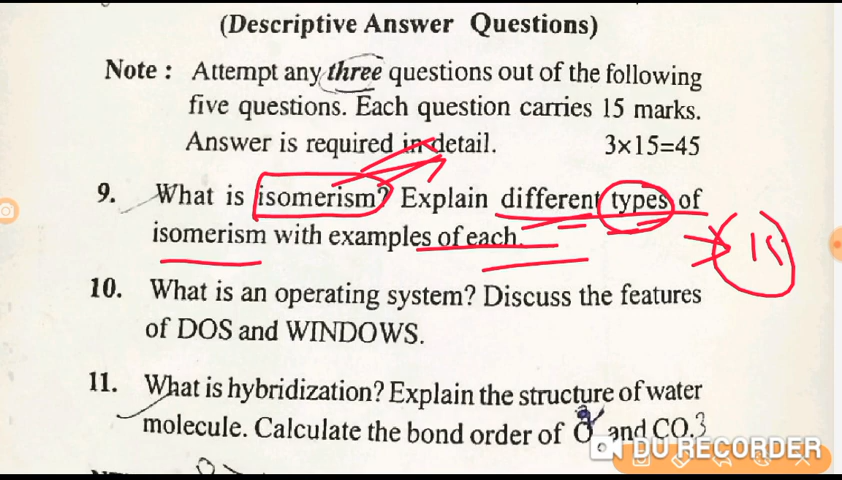 (Descriptive Answer Questions)
Note : Attempt any three questions out of the following
five questions. Each question carries 15 marks.
Answer is required in detail. 3×15=45
9. What is isomerism? Explain different types of
isomerism with examples of each.
15
10. What is an operating system? Discuss the features
of DOS and WINDOWS.
11. What is hybridization? Explain the structure of water
molecule. Calculate the bond order of O and CO.3
DU RECORDER